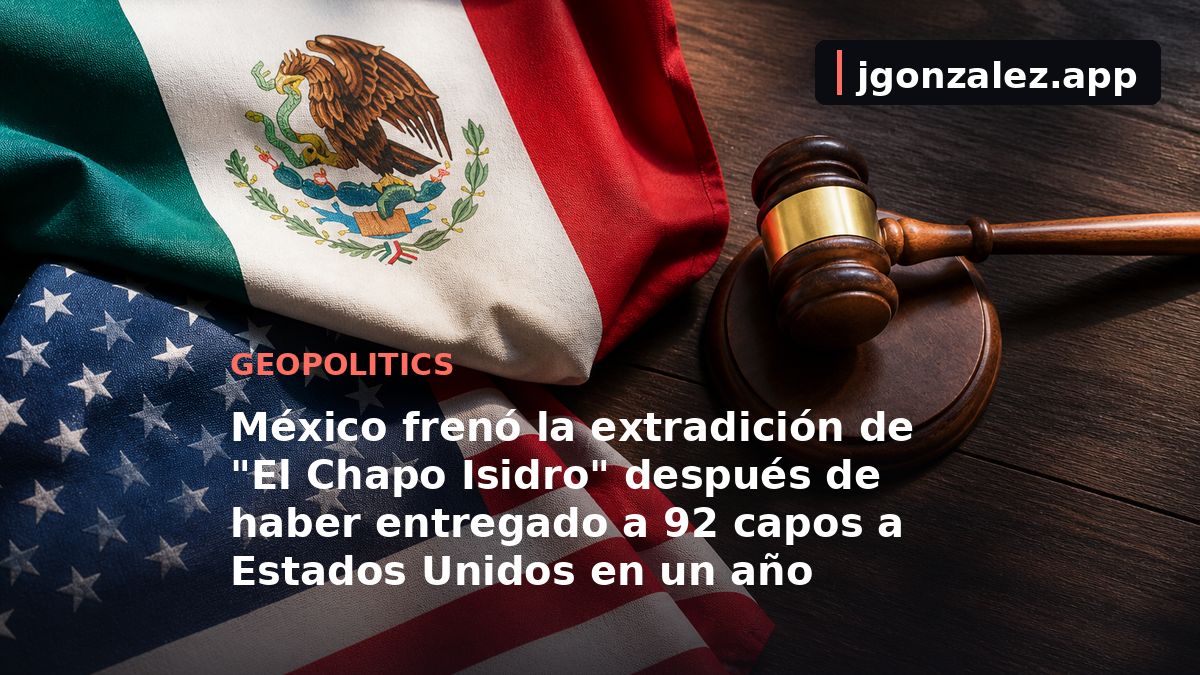 jgonzalez.app
GEOPOLITICS
México frenó la extradición de
"El Chapo Isidro" después de
haber entregado a 92 capos a
Estados Unidos en un año